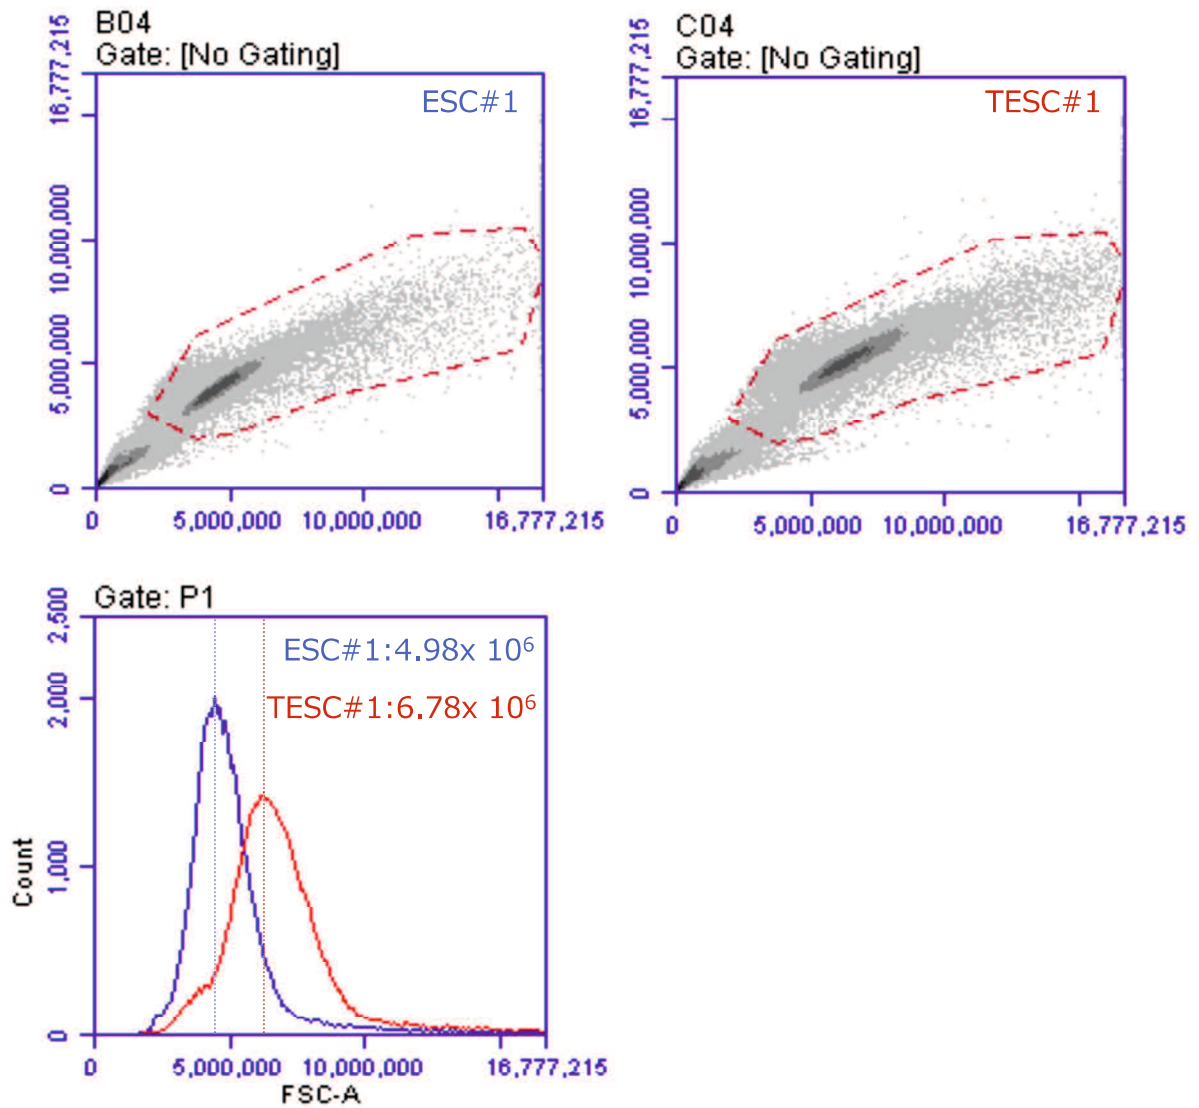 B04
Gate: [No Gating]
ESC#1
16,777,215
10,000,000
5,000,000
0
0 5,000,000 10,000,000 16,777,215
C04
Gate: [No Gating]
TESC#1
16,777,215
10,000,000
5,000,000
0
0 5,000,000 10,000,000 16,777,215
Gate: P1
ESC#1:4.98x 10⁶
TESC#1:6.78x 10⁶
2,500
2,000
1,000
0
Count
0 5,000,000 10,000,000 16,777,215
FSC-A